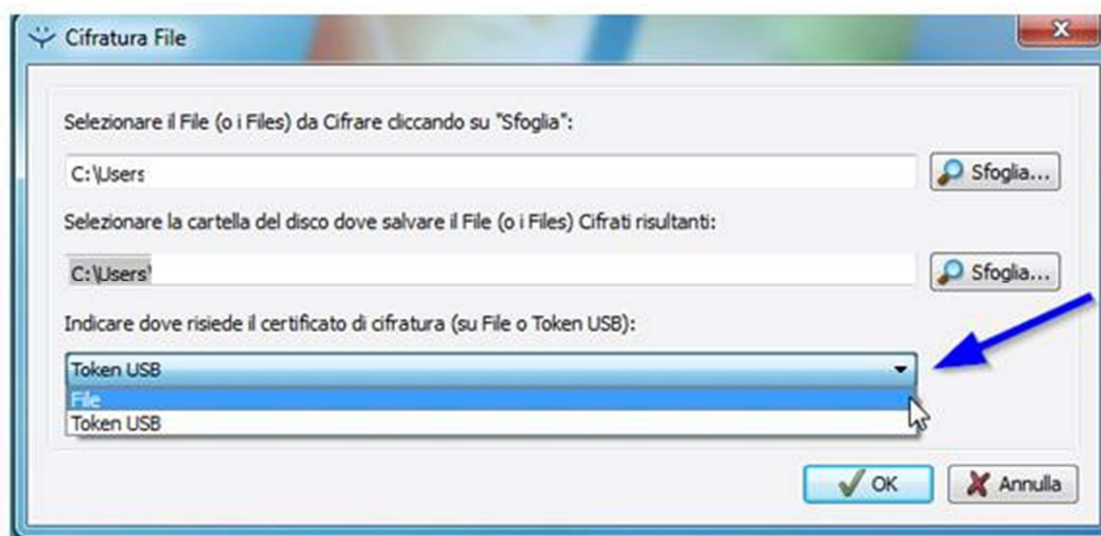 Cifratura File
Selezionare il File (o i Files) da Cifrare cliccando su "Sfoglia":
C:\Users
Sfoglia...
Selezionare la cartella del disco dove salvare il File (o i Files) Cifrati risultanti:
C:\Users\
Sfoglia...
Indicare dove risiede il certificato di cifratura (su File o Token USB):
Token USB
File
Token USB
OK
Annulla